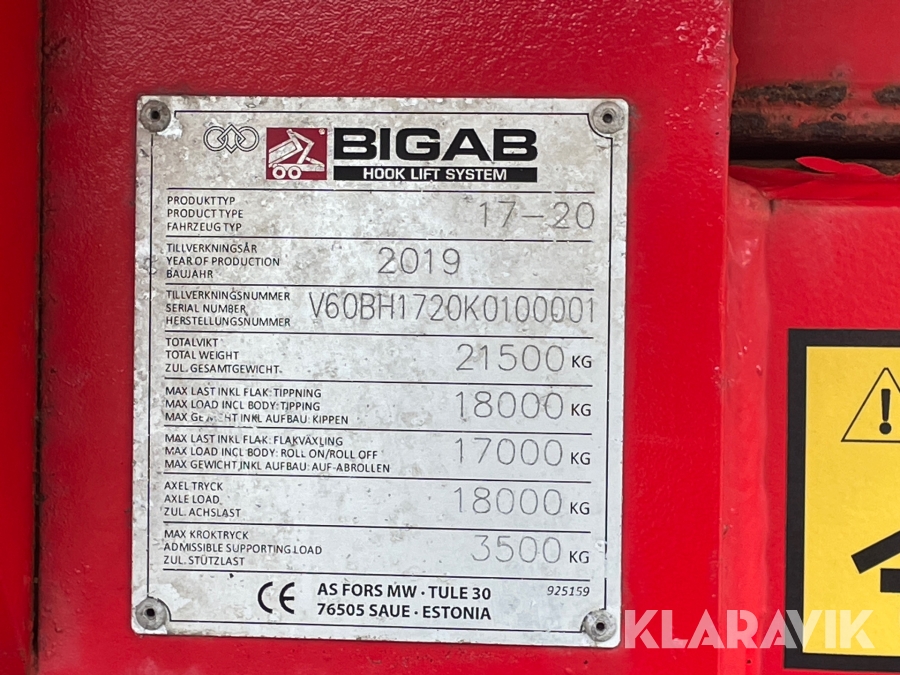 BIGAB
HOOK LIFT SYSTEM
PRODUKTTYP
PRODUCT TYPE
FAHRZEUG TYP
17-20
TILLVERKNINGSÅR
YEAR OF PRODUCTION
BAUJAHR
2019
TILLVERKNINGSNUMMER
SERIAL NUMBER
HERSTELLUNGSNUMMER
V60BH1720K0100001
TOTALVIKT
TOTAL WEIGHT
ZUL. GESAMTGEWICHT
21500 KG
MAX LAST INKL FLAK: TIPPNING
MAX LOAD INCL BODY: TIPPING
MAX GEWICHT INKL AUFBAU: KIPPEN
18000 KG
MAX LAST INKL. FLAK: FLAKVÄXLING
MAX LOAD INCL BODY: ROLL ON/ROLL OFF
MAX GEWICHT INKL AUFBAU: AUF-ABROLLEN
17000 KG
AXEL TRYCK
AXLE LOAD
ZUL. ACHSLAST
18000 KG
MAX KROKTRYCK
ADMISSIBLE SUPPORTING LOAD
ZUL. STÜTZLAST
3500 KG
CE AS FORS MW · TULE 30
76505 SAUE · ESTONIA
925159
KLARAVIK